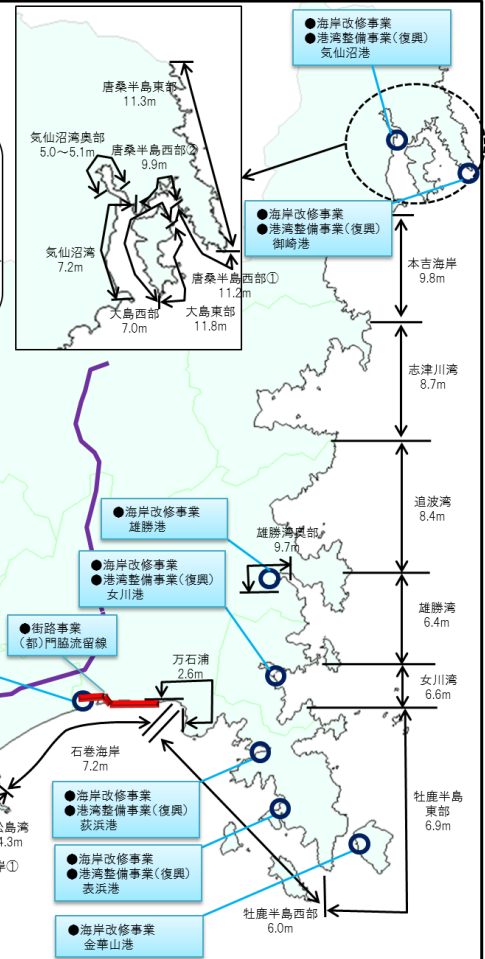 ●海岸改修事業
●港湾整備事業(復興)
気仙沼港
唐桑半島東部
11.3m
気仙沼湾奥部
5.0～5.1m
唐桑半島西部②
9.9m
気仙沼湾
7.2m
唐桑半島西部①
11.2m
大島西部
7.0m
大島東部
11.8m
●海岸改修事業
●港湾整備事業(復興)
御崎港
本吉海岸
9.8m
志津川湾
8.7m
追波湾
8.4m
●海岸改修事業
雄勝港
雄勝湾奥部
9.7m
●海岸改修事業
●港湾整備事業(復興)
女川港
雄勝湾
6.4m
●街路事業
(都)門脇流留線
万石浦
2.6m
女川湾
6.6m
石巻海岸
7.2m
●海岸改修事業
●港湾整備事業(復興)
荻浜港
牡鹿半島
東部
6.9m
松島湾
4.3m
岸①
●海岸改修事業
●港湾整備事業(復興)
表浜港
牡鹿半島西部
6.0m
●海岸改修事業
金華山港